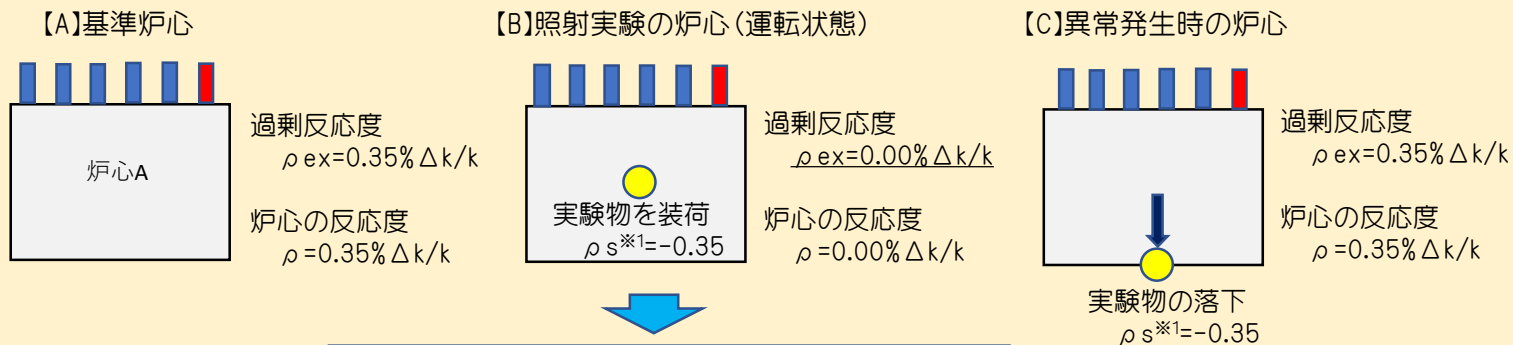 【A】基準炉心
炉心A
過剰反応度
ρex=0.35%Δk/k
炉心の反応度
ρ=0.35%Δk/k
【B】照射実験の炉心(運転状態)
実験物を装荷
ρs※1=-0.35
過剰反応度
ρex=0.00%Δk/k
炉心の反応度
ρ=0.00%Δk/k
【C】異常発生時の炉心
過剰反応度
ρex=0.35%Δk/k
炉心の反応度
ρ=0.35%Δk/k
実験物の落下
ρs※1=-0.35